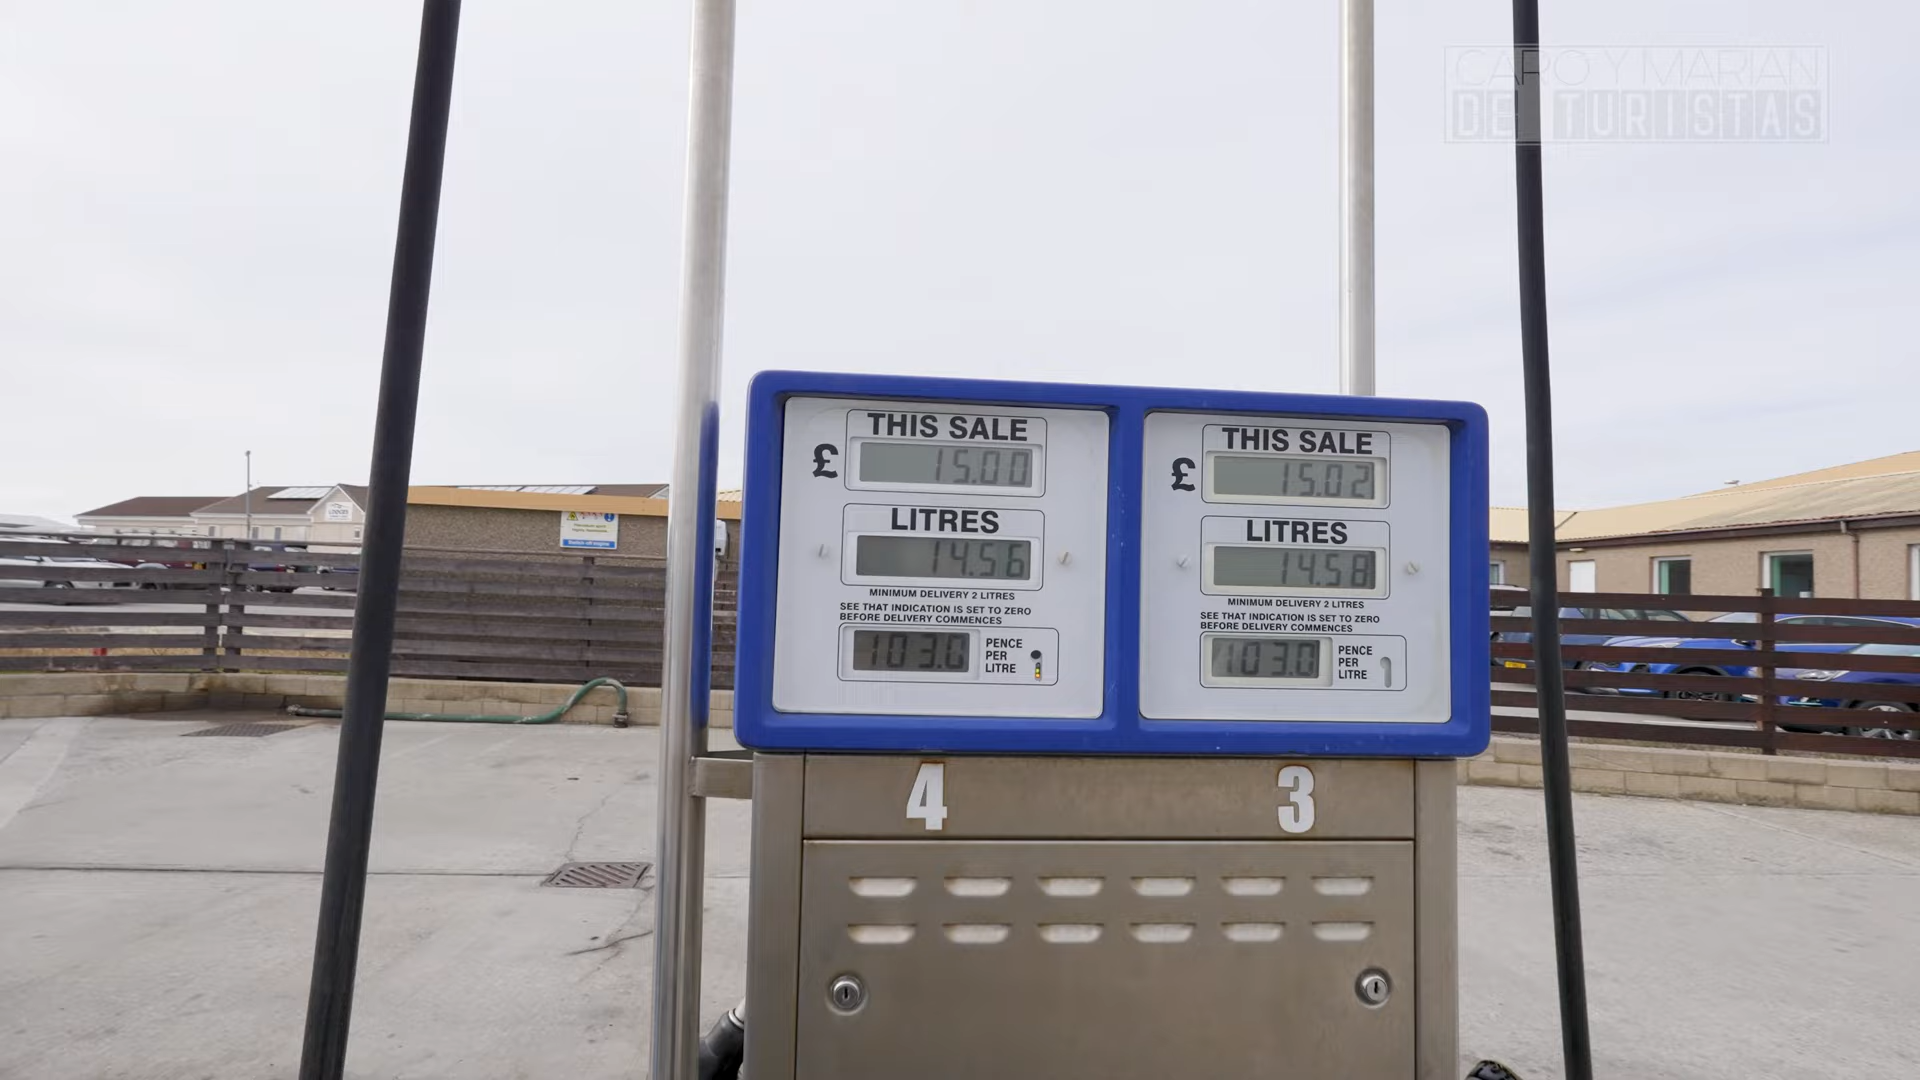 CARO Y MARIAN
DE TURISTAS
THIS SALE
£ 15.00
LITRES
14.56
MINIMUM DELIVERY 2 LITRES
SEE THAT INDICATION IS SET TO ZERO
BEFORE DELIVERY COMMENCES
103.0
PENCE
PER
LITRE
THIS SALE
£ 15.02
LITRES
14.58
MINIMUM DELIVERY 2 LITRES
SEE THAT INDICATION IS SET TO ZERO
BEFORE DELIVERY COMMENCES
103.0
PENCE
PER
LITRE
4
3